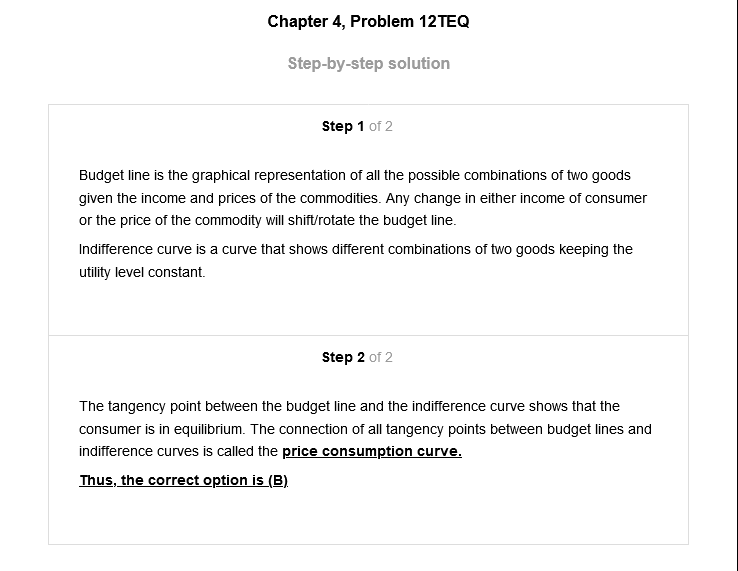 Chapter 4, Problem 12TEQ
Step-by-step solution
Step 1 of 2
Budget line is the graphical representation of all the possible combinations of two goods
given the income and prices of the commodities. Any change in either income of consumer
or the price of the commodity will shift/rotate the budget line.
Indifference curve is a curve that shows different combinations of two goods keeping the
utility level constant.
Step 2 of 2
The tangency point between the budget line and the indifference curve shows that the
consumer is in equilibrium. The connection of all tangency points between budget lines and
indifference curves is called the price consumption curve.
Thus, the correct option is (B)